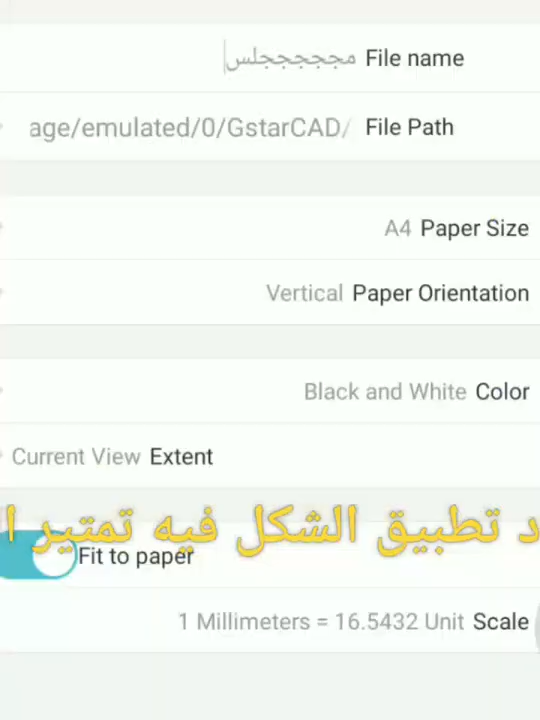 File name مجججججلس
File Path age/emulated/0/GstarCAD/
Paper Size A4
Paper Orientation Vertical
Color Black and White
Extent Current View
د تطبيق الشكل فيه تمتير ا
Fit to paper
Scale 1 Millimeters = 16.5432 Unit